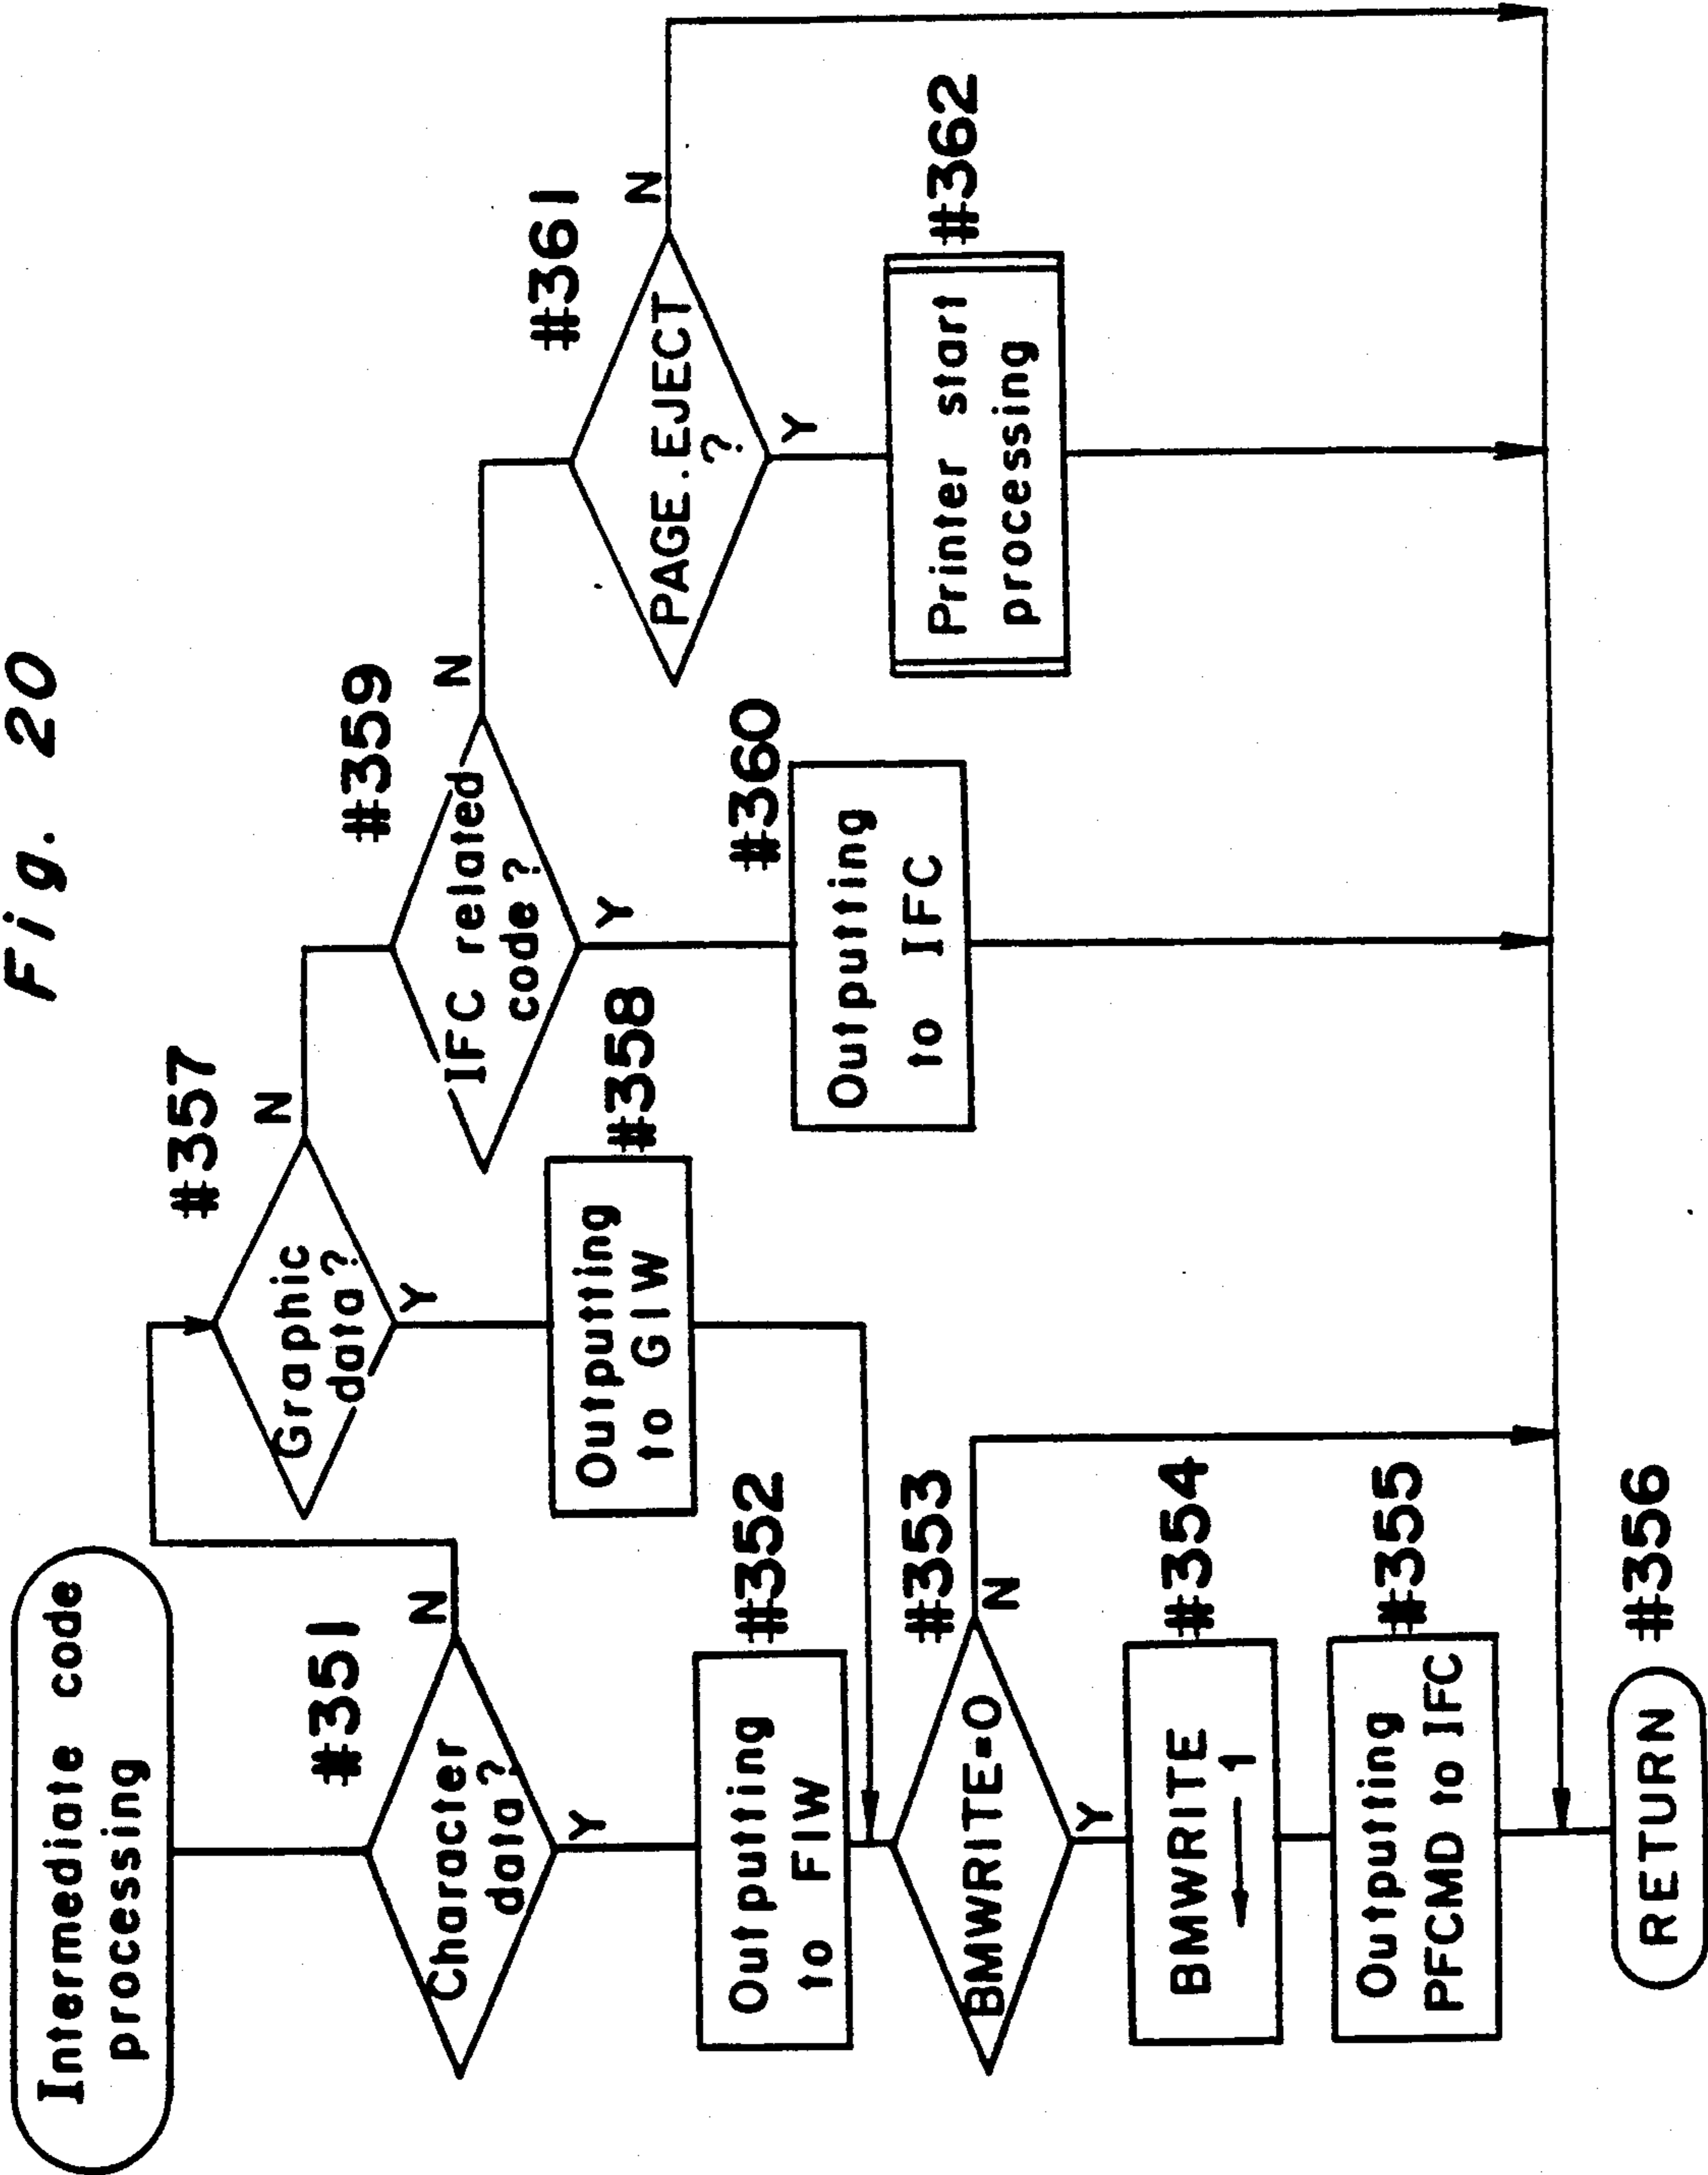 Fig. 20
Intermediate code
processing
#351
Character
data?
N
Y
#352
Outputting
to FIW
#353
BMWRITE=0
N
Y
#354
BMWRITE
← 1
#355
Outputting
PFCMD to IFC
RETURN
#356
#357
Graphic
data?
N
Y
#358
Outputting
to GIW
#359
IFC related
code?
N
Y
#360
Outputting
to IFC
#361
PAGE.EJECT
?
N
Y
#362
Printer start
processing